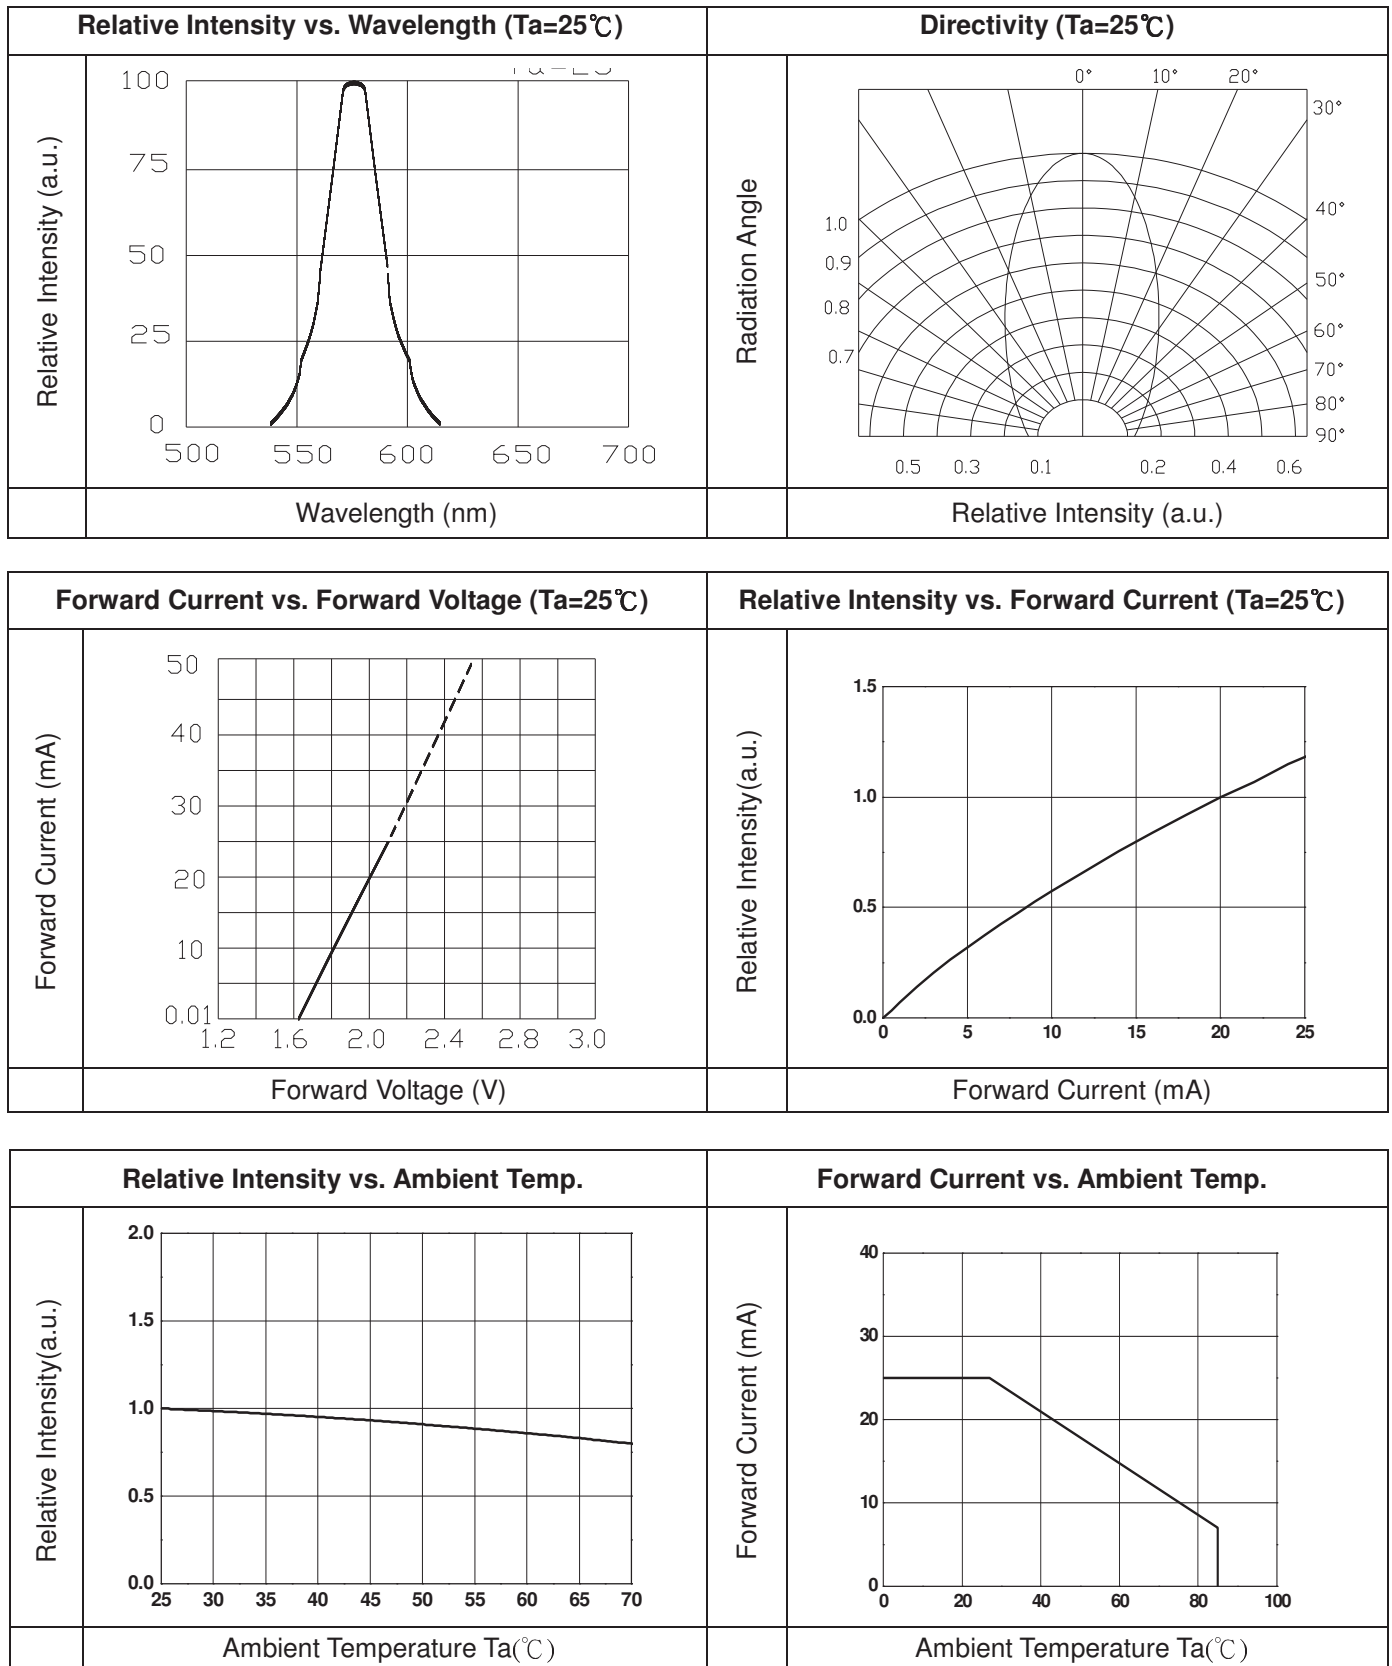 Relative Intensity vs. Wavelength (Ta=25℃)
Directivity (Ta=25℃)
Relative Intensity (a.u.)
100
75
50
25
0
500 550 600 650 700
Wavelength (nm)
Radiation Angle
0° 10° 20°
30°
40°
50°
60°
70°
80°
90°
1.0
0.9
0.8
0.7
0.5 0.3 0.1 0.2 0.4 0.6
Relative Intensity (a.u.)
Forward Current vs. Forward Voltage (Ta=25℃)
Relative Intensity vs. Forward Current (Ta=25℃)
Forward Current (mA)
50
40
30
20
10
0.01
1.2 1.6 2.0 2.4 2.8 3.0
Forward Voltage (V)
Relative Intensity(a.u.)
1.5
1.0
0.5
0.0
0 5 10 15 20 25
Forward Current (mA)
Relative Intensity vs. Ambient Temp.
Forward Current vs. Ambient Temp.
Relative Intensity(a.u.)
2.0
1.5
1.0
0.5
0.0
25 30 35 40 45 50 55 60 65 70
Ambient Temperature Ta(℃)
Forward Current (mA)
40
30
20
10
0
0 20 40 60 80 100
Ambient Temperature Ta(℃)